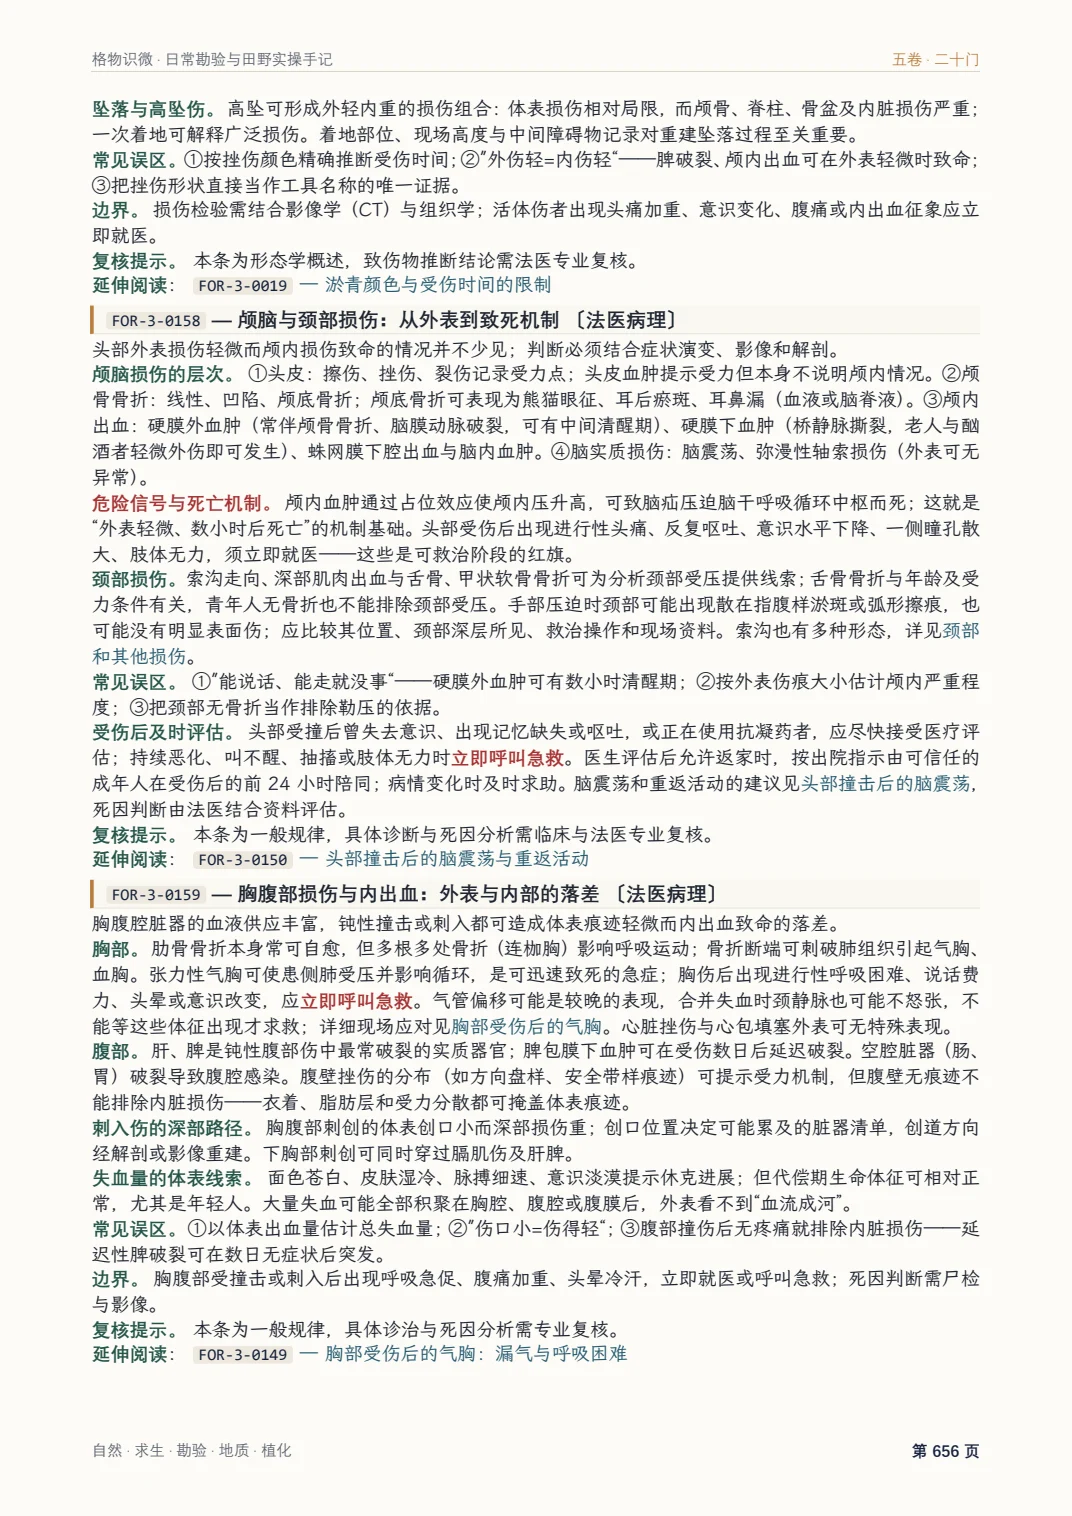 格物识微 · 日常勘验与田野实操手记
五卷 · 二十门
坠落与高坠伤。 高坠可形成外轻内重的损伤组合：体表损伤相对局限，而颅骨、脊柱、骨盆及内脏损伤严重；
一次着地可解释广泛损伤。着地部位、现场高度与中间障碍物记录对重建坠落过程至关重要。
常见误区。①按挫伤颜色精确推断受伤时间；②″外伤轻=内伤轻“——脾破裂、颅内出血可在外表轻微时致命；
③把挫伤形状直接当作工具名称的唯一证据。
边界。 损伤检验需结合影像学（CT）与组织学；活体伤者出现头痛加重、意识变化、腹痛或内出血征象应立
即就医。
复核提示。 本条为形态学概述，致伤物推断结论需法医专业复核。
延伸阅读： FOR-3-0019 — 淤青颜色与受伤时间的限制
FOR-3-0158 — 颅脑与颈部损伤：从外表到致死机制 〔法医病理〕
头部外表损伤轻微而颅内损伤致命的情况并不少见；判断必须结合症状演变、影像和解剖。
颅脑损伤的层次。 ①头皮：擦伤、挫伤、裂伤记录受力点；头皮血肿提示受力但本身不说明颅内情况。②颅
骨骨折：线性、凹陷、颅底骨折；颅底骨折可表现为熊猫眼征、耳后瘀斑、耳鼻漏（血液或脑脊液）。③颅内
出血：硬膜外血肿（常伴颅骨骨折、脑膜动脉破裂，可有中间清醒期）、硬膜下血肿（桥静脉撕裂，老人与酗
酒者轻微外伤即可发生）、蛛网膜下腔出血与脑内血肿。④脑实质损伤：脑震荡、弥漫性轴索损伤（外表可无
异常）。
危险信号与死亡机制。 颅内血肿通过占位效应使颅内压升高，可致脑疝压迫脑干呼吸循环中枢而死；这就是
“外表轻微、数小时后死亡”的机制基础。头部受伤后出现进行性头痛、反复呕吐、意识水平下降、一侧瞳孔散
大、肢体无力，须立即就医——这些是可救治阶段的红旗。
颈部损伤。索沟走向、深部肌肉出血与舌骨、甲状软骨骨折可为分析颈部受压提供线索；舌骨骨折与年龄及受
力条件有关，青年人无骨折也不能排除颈部受压。手部压迫时颈部可能出现散在指腹样淤斑或弧形擦痕，也
可能没有明显表面伤；应比较其位置、颈部深层所见、救治操作和现场资料。索沟也有多种形态，详见颈部
和其他损伤。
常见误区。 ①″能说话、能走就没事“——硬膜外血肿可有数小时清醒期；②按外表伤痕大小估计颅内严重程
度；③把颈部无骨折当作排除勒压的依据。
受伤后及时评估。 头部受撞后曾失去意识、出现记忆缺失或呕吐，或正在使用抗凝药者，应尽快接受医疗评
估；持续恶化、叫不醒、抽搐或肢体无力时立即呼叫急救。医生评估后允许返家时，按出院指示由可信任的
成年人在受伤后的前 24 小时陪同；病情变化时及时求助。脑震荡和重返活动的建议见头部撞击后的脑震荡，
死因判断由法医结合资料评估。
复核提示。 本条为一般规律，具体诊断与死因分析需临床与法医专业复核。
延伸阅读： FOR-3-0150 — 头部撞击后的脑震荡与重返活动
FOR-3-0159 — 胸腹部损伤与内出血：外表与内部的落差 〔法医病理〕
胸腹腔脏器的血液供应丰富，钝性撞击或刺入都可造成体表痕迹轻微而内出血致命的落差。
胸部。 肋骨骨折本身常可自愈，但多根多处骨折（连枷胸）影响呼吸运动；骨折断端可刺破肺组织引起气胸、
血胸。张力性气胸可使患侧肺受压并影响循环，是可迅速致死的急症；胸伤后出现进行性呼吸困难、说话费
力、头晕或意识改变，应立即呼叫急救。气管偏移可能是较晚的表现，合并失血时颈静脉也可能不怒张，不
能等这些体征出现才求救；详细现场应对见胸部受伤后的气胸。心脏挫伤与心包填塞外表可无特殊表现。
腹部。 肝、脾是钝性腹部伤中最常破裂的实质器官；脾包膜下血肿可在受伤数日后延迟破裂。空腔脏器（肠、
胃）破裂导致腹腔感染。腹壁挫伤的分布（如方向盘样、安全带样痕迹）可提示受力机制，但腹壁无痕迹不
能排除内脏损伤——衣着、脂肪层和受力分散都可掩盖体表痕迹。
刺入伤的深部路径。 胸腹部刺创的体表创口小而深部损伤重；创口位置决定可能累及的脏器清单，创道方向
经解剖或影像重建。下胸部刺创可同时穿过膈肌伤及肝脾。
失血量的体表线索。 面色苍白、皮肤湿冷、脉搏细速、意识淡漠提示休克进展；但代偿期生命体征可相对正
常，尤其是年轻人。大量失血可能全部积聚在胸腔、腹腔或腹膜后，外表看不到“血流成河”。
常见误区。①以体表出血量估计总失血量；②″伤口小=伤得轻“；③腹部撞伤后无疼痛就排除内脏损伤——延
迟性脾破裂可在数日无症状后突发。
边界。 胸腹部受撞击或刺入后出现呼吸急促、腹痛加重、头晕冷汗，立即就医或呼叫急救；死因判断需尸检
与影像。
复核提示。 本条为一般规律，具体诊治与死因分析需专业复核。
延伸阅读： FOR-3-0149 — 胸部受伤后的气胸：漏气与呼吸困难
自然 · 求生 · 勘验 · 地质 · 植化
第 656 页